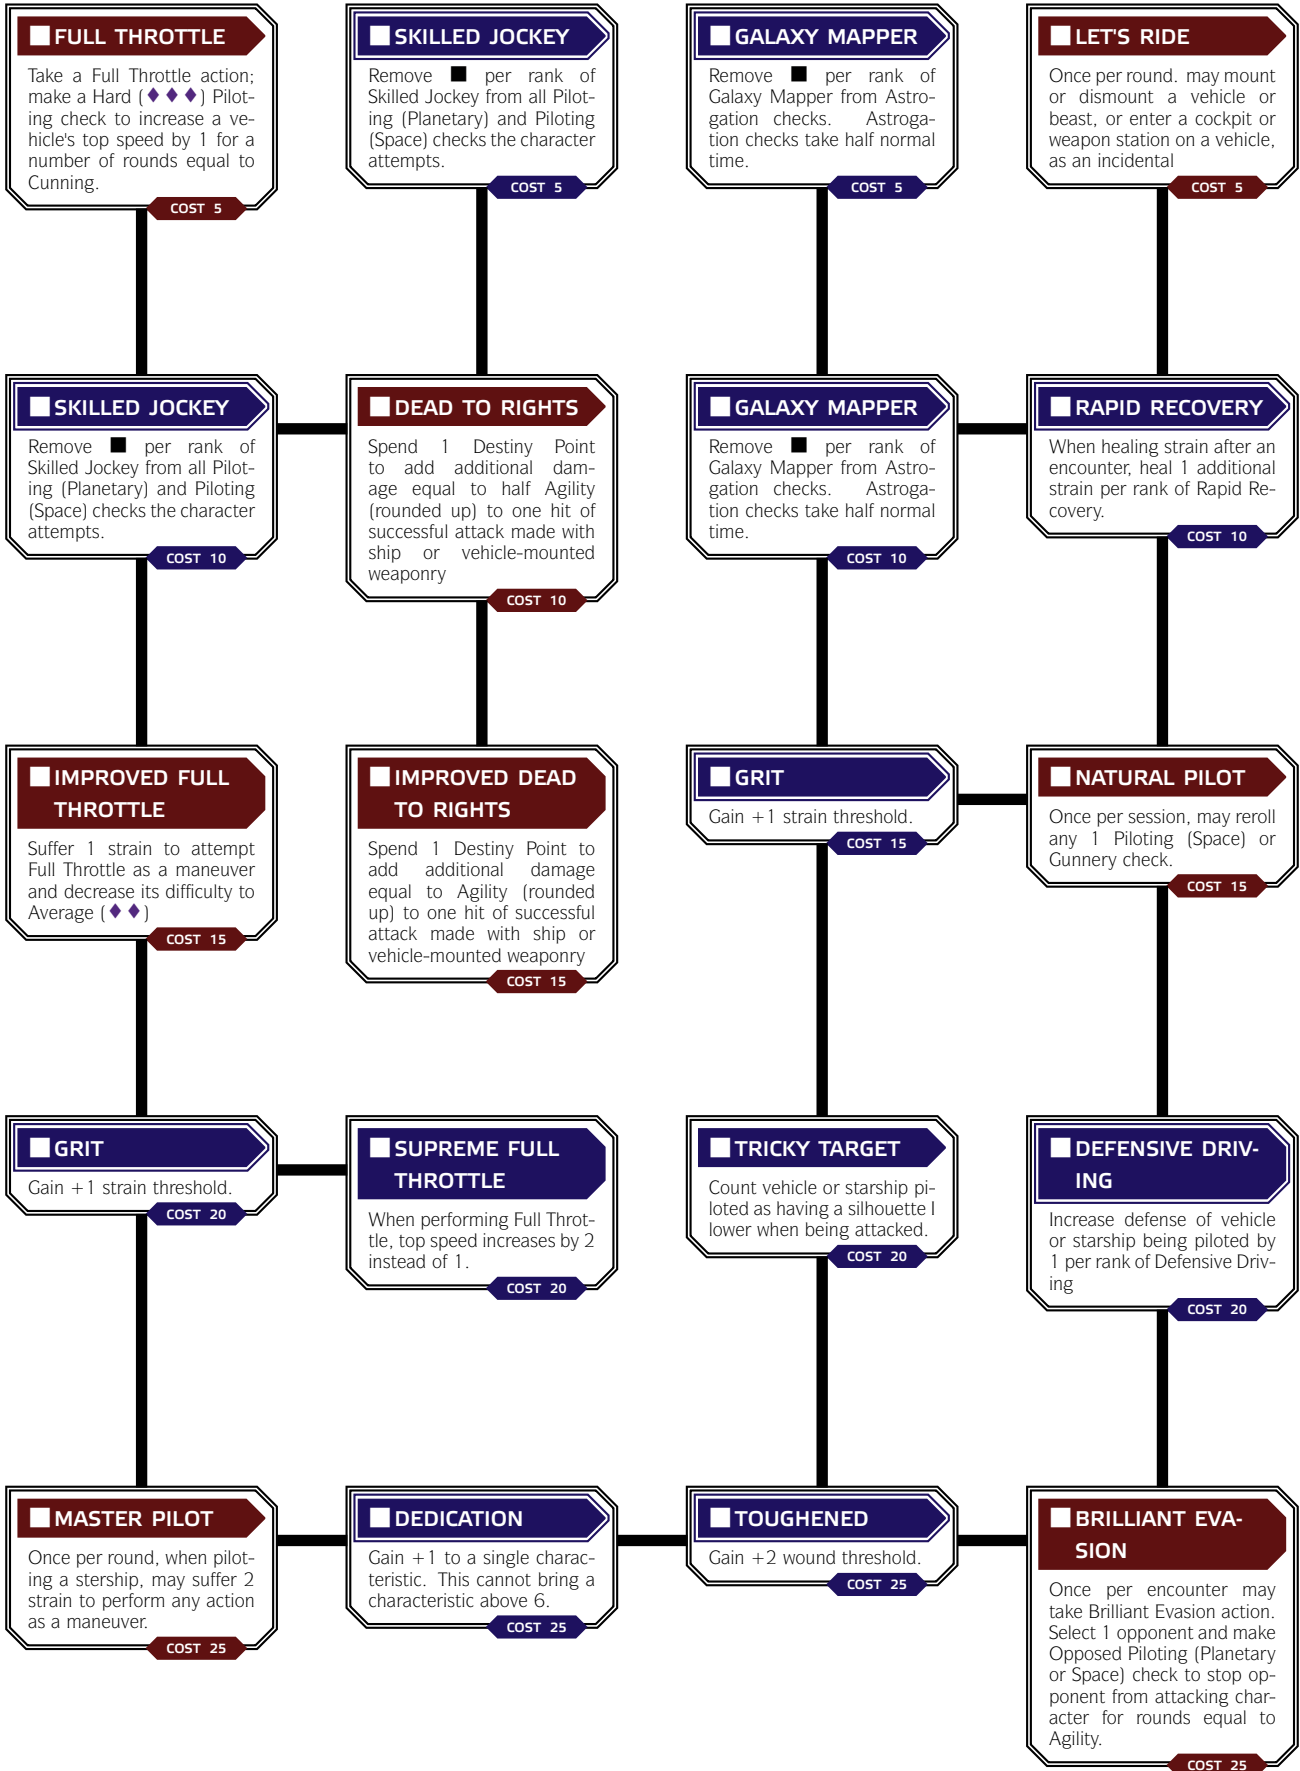 FULL THROTTLE
Take a Full Throttle action;
make a Hard (♦ ♦ ♦) Pilot-
ing check to increase a ve-
hicle's top speed by 1 for a
number of rounds equal to
Cunning.
COST 5
SKILLED JOCKEY
Remove ■ per rank of
Skilled Jockey from all Pilot-
ing (Planetary) and Piloting
(Space) checks the character
attempts.
COST 5
GALAXY MAPPER
Remove ■ per rank of
Galaxy Mapper from Astro-
gation checks. Astroga-
tion checks take half normal
time.
COST 5
LET'S RIDE
Once per round. may mount
or dismount a vehicle or
beast, or enter a cockpit or
weapon station on a vehicle,
as an incidental
COST 5
SKILLED JOCKEY
Remove ■ per rank of
Skilled Jockey from all Pilot-
ing (Planetary) and Piloting
(Space) checks the character
attempts.
COST 10
DEAD TO RIGHTS
Spend 1 Destiny Point
to add additional dam-
age equal to half Agility
(rounded up) to one hit of
successful attack made with
ship or vehicle-mounted
weaponry
COST 10
GALAXY MAPPER
Remove ■ per rank of
Galaxy Mapper from Astro-
gation checks. Astroga-
tion checks take half normal
time.
COST 10
RAPID RECOVERY
When healing strain after an
encounter, heal 1 additional
strain per rank of Rapid Re-
covery.
COST 10
IMPROVED FULL
THROTTLE
Suffer 1 strain to attempt
Full Throttle as a maneuver
and decrease its difficulty to
Average (♦ ♦)
COST 15
IMPROVED DEAD
TO RIGHTS
Spend 1 Destiny Point to
add additional damage
equal to Agility (rounded
up) to one hit of successful
attack made with ship or
vehicle-mounted weaponry
COST 15
GRIT
Gain +1 strain threshold.
COST 15
NATURAL PILOT
Once per session, may reroll
any 1 Piloting (Space) or
Gunnery check.
COST 15
GRIT
Gain +1 strain threshold.
COST 20
SUPREME FULL
THROTTLE
When performing Full Throt-
tle, top speed increases by 2
instead of 1.
COST 20
TRICKY TARGET
Count vehicle or starship pi-
loted as having a silhouette I
lower when being attacked.
COST 20
DEFENSIVE DRIV-
ING
Increase defense of vehicle
or starship being piloted by
1 per rank of Defensive Driv-
ing
COST 20
MASTER PILOT
Once per round, when pilot-
ing a stership, may suffer 2
strain to perform any action
as a maneuver.
COST 25
DEDICATION
Gain +1 to a single charac-
teristic. This cannot bring a
characteristic above 6.
COST 25
TOUGHENED
Gain +2 wound threshold.
COST 25
BRILLIANT EVA-
SION
Once per encounter may
take Brilliant Evasion action.
Select 1 opponent and make
Opposed Piloting (Planetary
or Space) check to stop op-
ponent from attacking char-
acter for rounds equal to
Agility.
COST 25